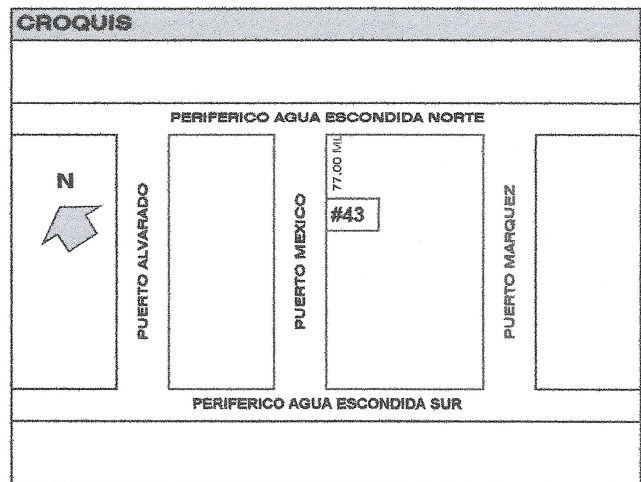 CROQUIS
PERIFERICO AGUA ESCONDIDA NORTE
N
PUERTO ALVARADO
PUERTO MEXICO
77.00 ML
#43
PUERTO MARQUEZ
PERIFERICO AGUA ESCONDIDA SUR